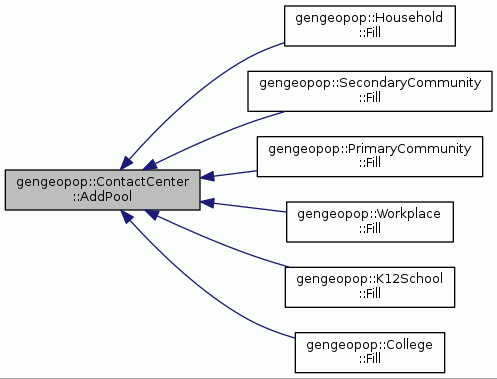 gengeopop::Household
::Fill
gengeopop::SecondaryCommunity
::Fill
gengeopop::PrimaryCommunity
::Fill
gengeopop::ContactCenter
::AddPool
gengeopop::Workplace
::Fill
gengeopop::K12School
::Fill
gengeopop::College
::Fill